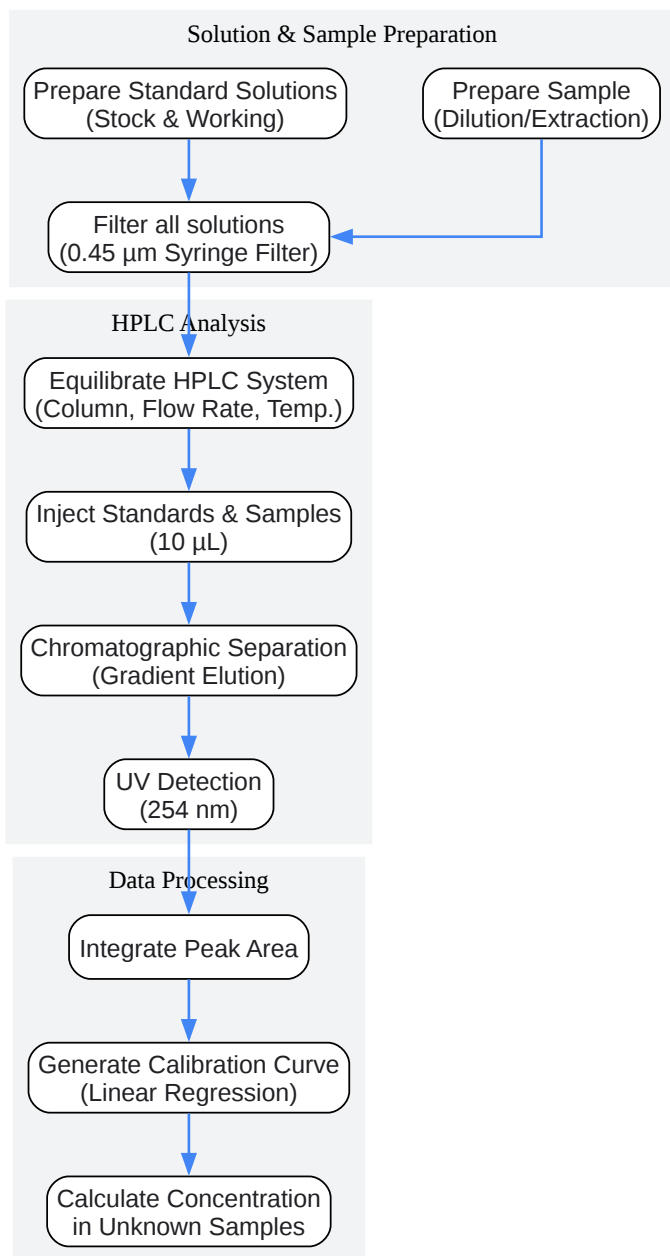 Solution & Sample Preparation
Prepare Standard Solutions
(Stock & Working)
Prepare Sample
(Dilution/Extraction)
Filter all solutions
(0.45 µm Syringe Filter)
HPLC Analysis
Equilibrate HPLC System
(Column, Flow Rate, Temp.)
Inject Standards & Samples
(10 µL)
Chromatographic Separation
(Gradient Elution)
UV Detection
(254 nm)
Data Processing
Integrate Peak Area
Generate Calibration Curve
(Linear Regression)
Calculate Concentration
in Unknown Samples